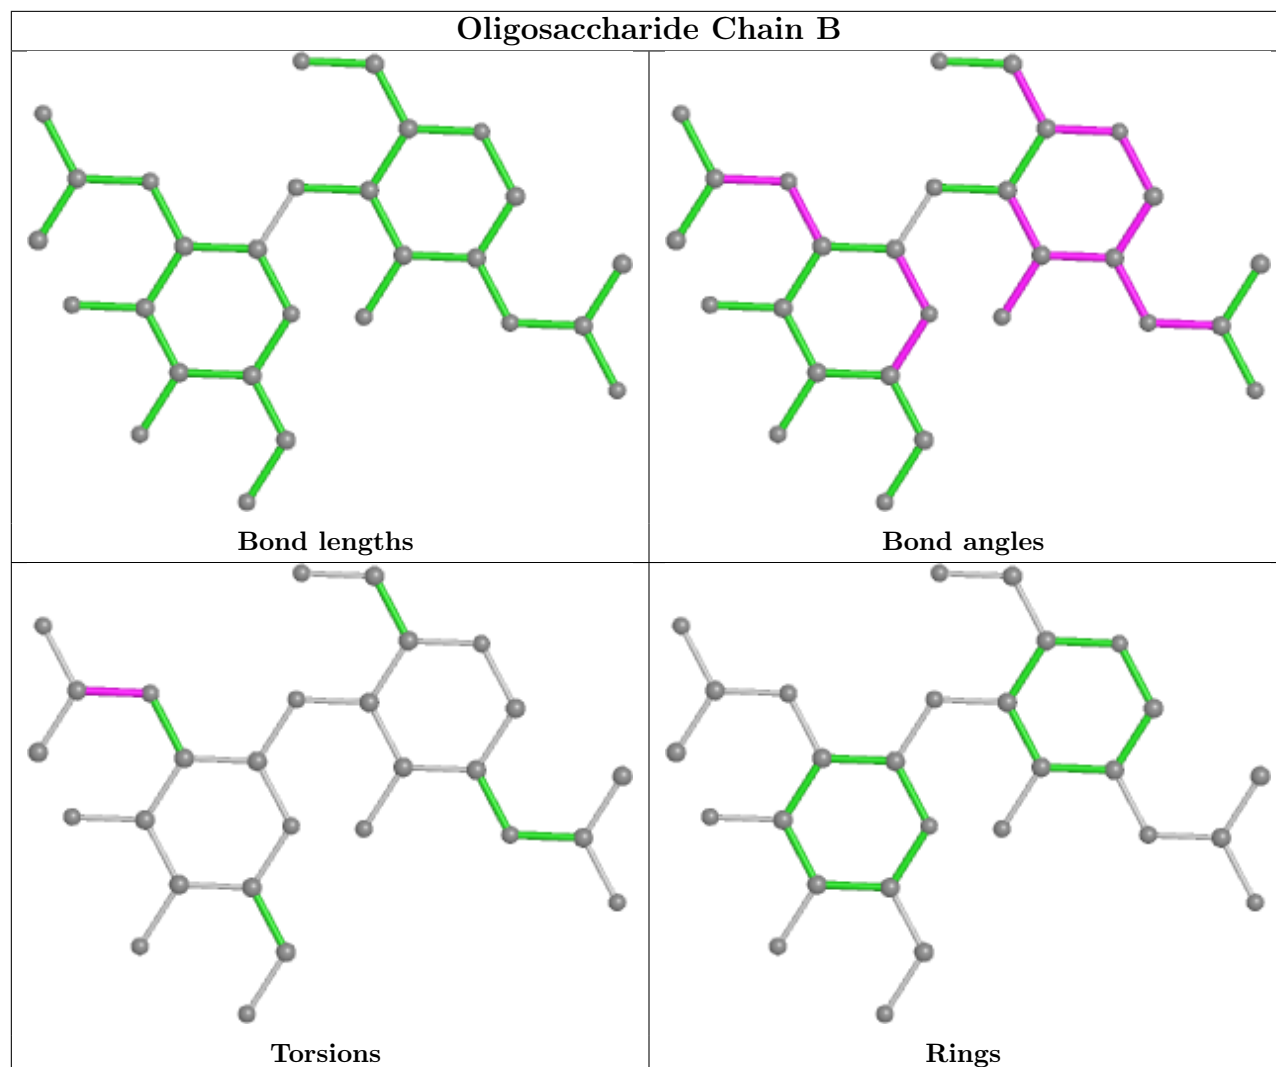 Oligosaccharide Chain B
Bond lengths
Bond angles
Torsions
Rings